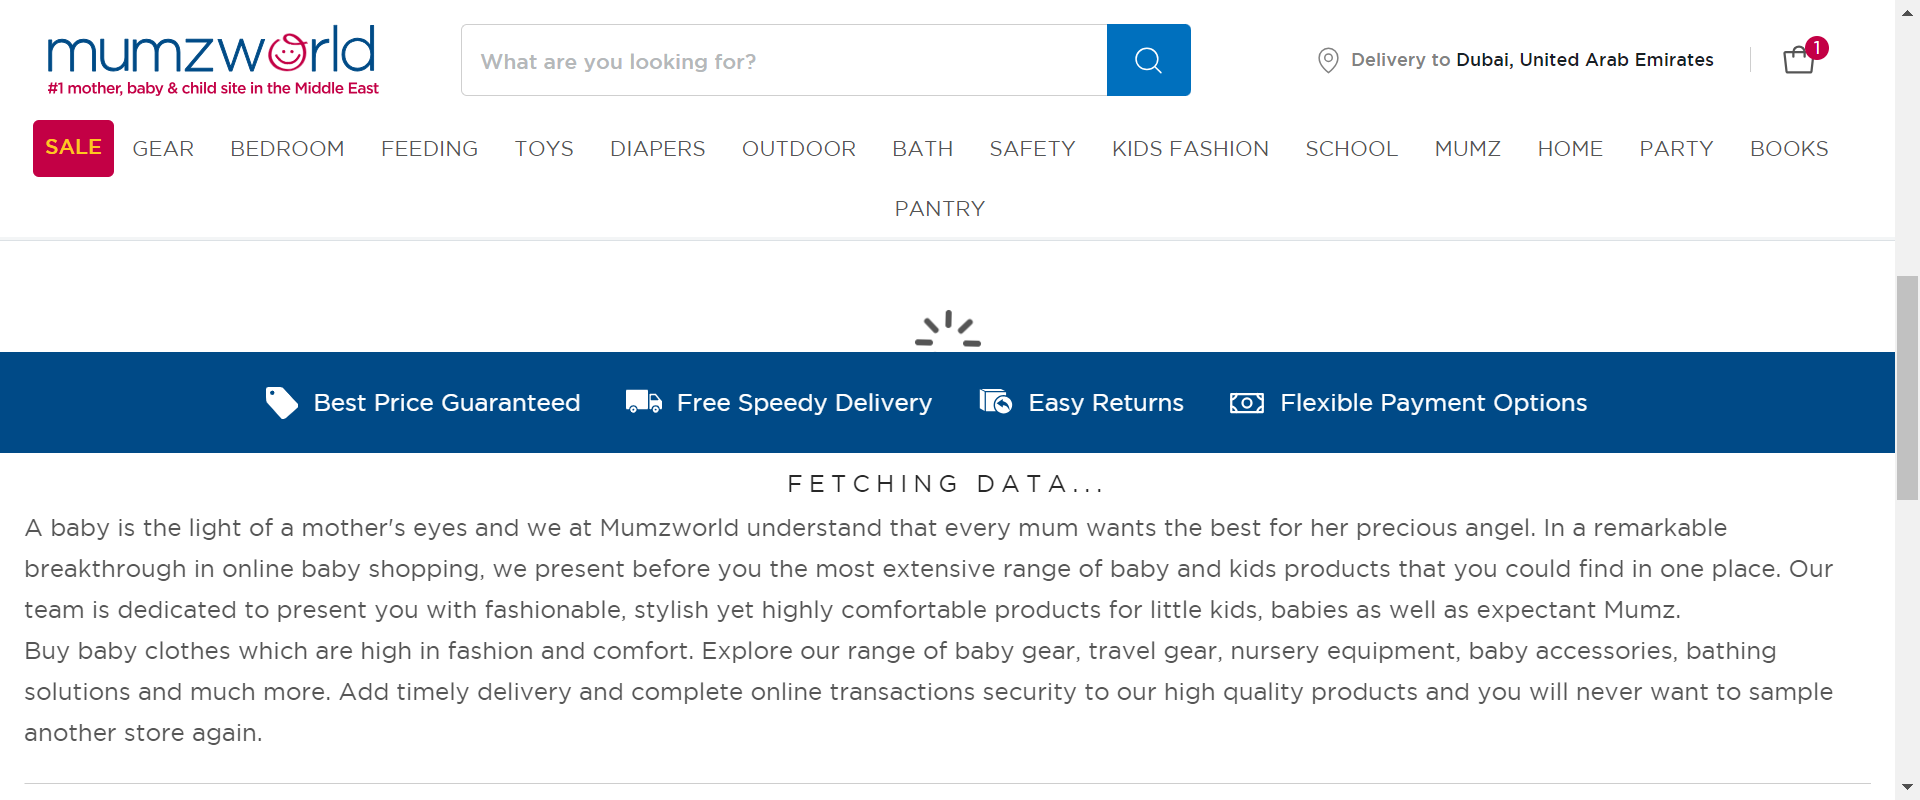 mumzworld
#1 mother, baby & child site in the Middle East
What are you looking for?
Delivery to Dubai, United Arab Emirates
1
SALE GEAR BEDROOM FEEDING TOYS DIAPERS OUTDOOR BATH SAFETY KIDS FASHION SCHOOL MUMZ HOME PARTY BOOKS
PANTRY
Best Price Guaranteed Free Speedy Delivery Easy Returns Flexible Payment Options
FETCHING DATA...
A baby is the light of a mother's eyes and we at Mumzworld understand that every mum wants the best for her precious angel. In a remarkable
breakthrough in online baby shopping, we present before you the most extensive range of baby and kids products that you could find in one place. Our
team is dedicated to present you with fashionable, stylish yet highly comfortable products for little kids, babies as well as expectant Mumz.
Buy baby clothes which are high in fashion and comfort. Explore our range of baby gear, travel gear, nursery equipment, baby accessories, bathing
solutions and much more. Add timely delivery and complete online transactions security to our high quality products and you will never want to sample
another store again.